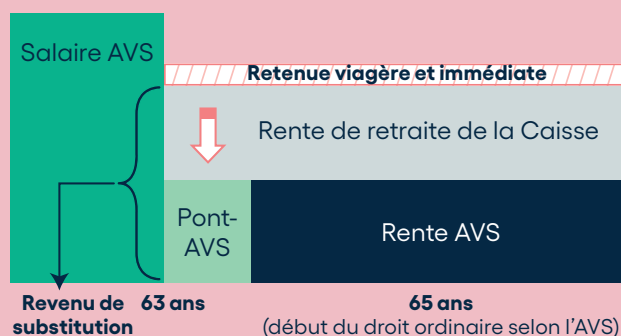 Salaire AVS
Retenue viagère et immédiate
Rente de retraite de la Caisse
Pont-
AVS
Rente AVS
Revenu de
substitution
63 ans
65 ans
(début du droit ordinaire selon l'AVS)